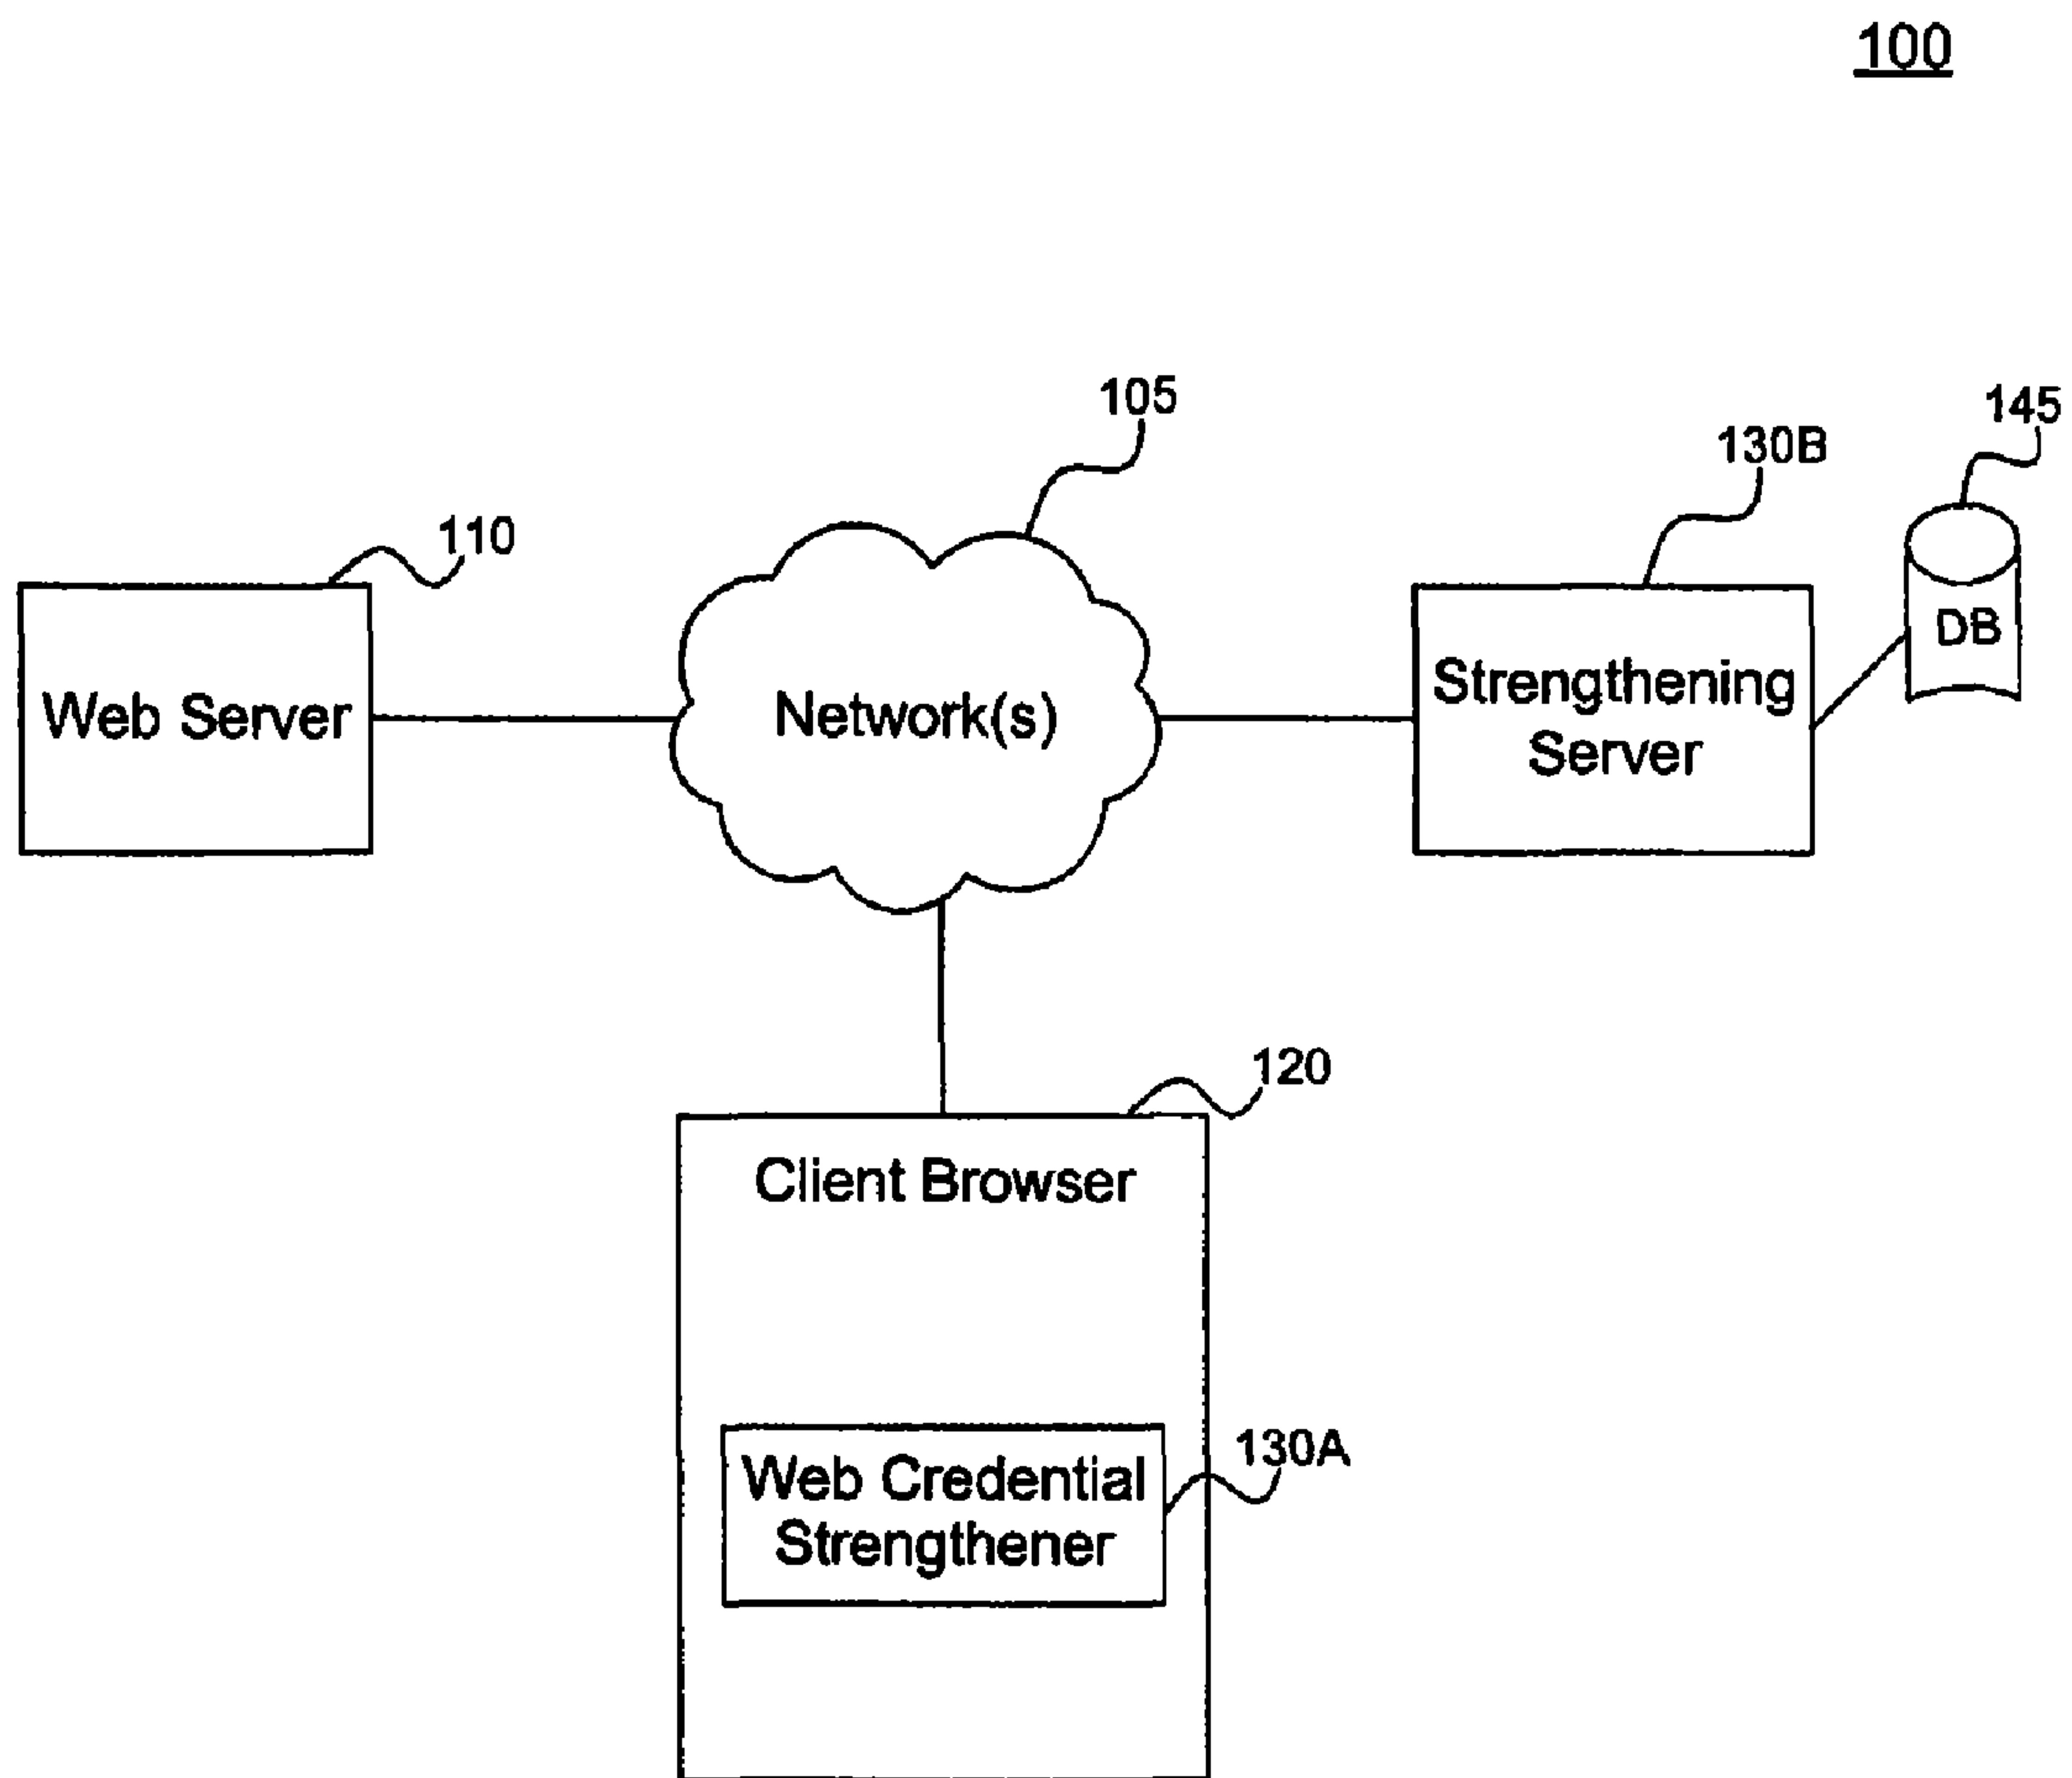 100
105
145
130B
110
DB
Web Server
Network(s)
Strengthening
Server
120
Client Browser
130A
Web Credential
Strengthener